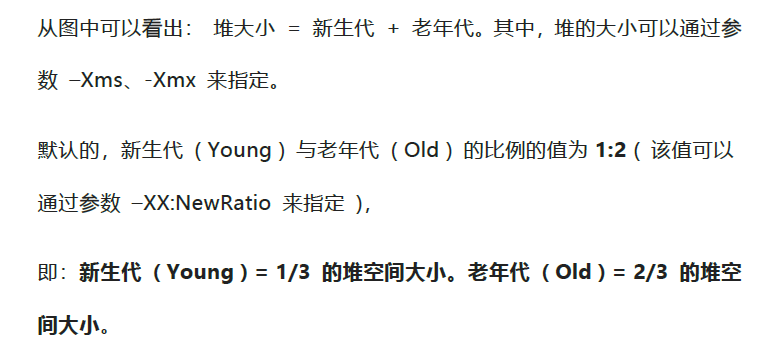 从图中可以看出： 堆大小 = 新生代 + 老年代。其中，堆的大小可以通过参
数 –Xms、-Xmx 来指定。
默认的，新生代 ( Young ) 与老年代 ( Old ) 的比例的值为 1:2 ( 该值可以
通过参数 –XX:NewRatio 来指定 )，
即：新生代 ( Young ) = 1/3 的堆空间大小。老年代 ( Old ) = 2/3 的堆空
间大小。